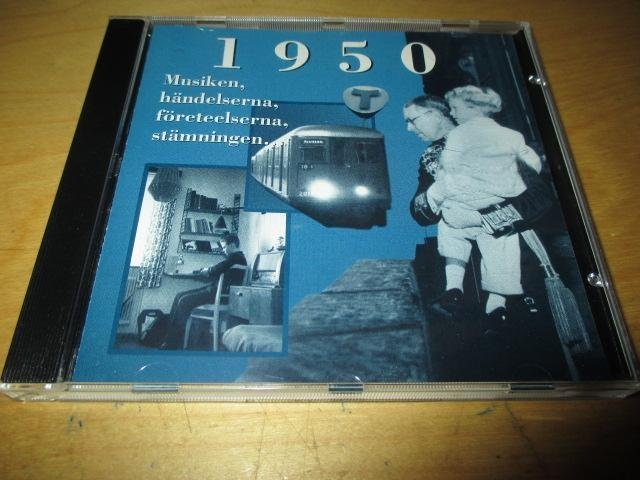 1950
Musiken,
händelserna,
företeelserna,
stämningen...
T